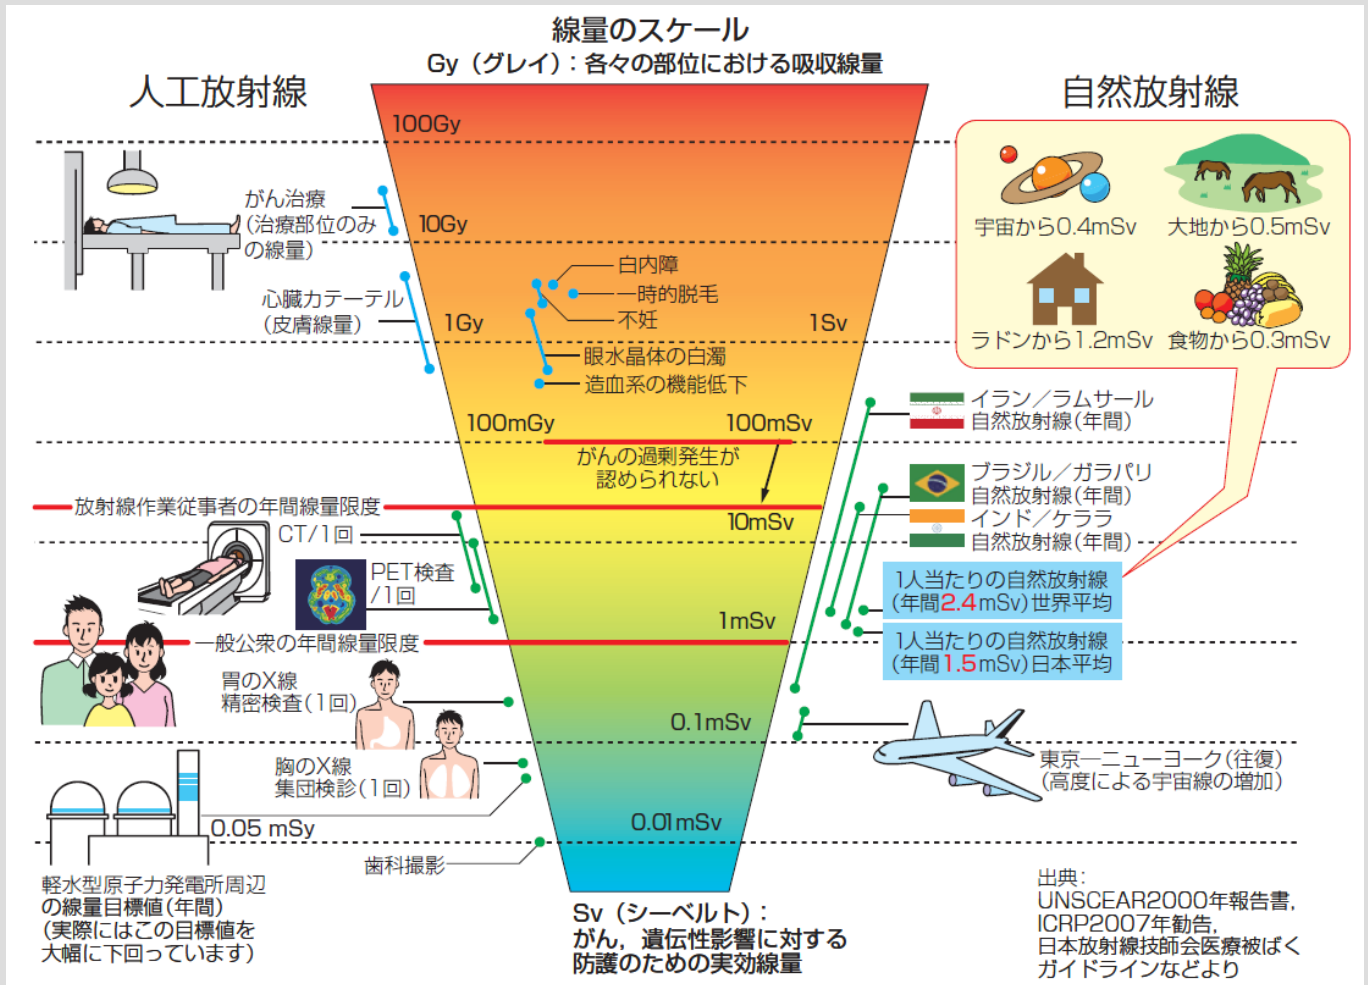 線量のスケール
Gy（グレイ）：各々の部位における吸収線量
人工放射線
自然放射線
100Gy
がん治療
(治療部位のみ
の線量)
10Gy
心臓カテーテル
(皮膚線量)
1Gy
1Sv
白内障
一時的脱毛
不妊
眼水晶体の白濁
造血系の機能低下
宇宙から0.4mSv
大地から0.5mSv
ラドンから1.2mSv
食物から0.3mSv
100mGy
100mSv
がんの過剰発生が
認められない
イラン／ラムサール
自然放射線(年間)
ブラジル／ガラパリ
自然放射線(年間)
インド／ケララ
自然放射線(年間)
放射線作業従事者の年間線量限度
10mSv
CT/1回
PET検査
/1回
1人当たりの自然放射線
(年間2.4mSv)世界平均
1mSv
一般公衆の年間線量限度
1人当たりの自然放射線
(年間1.5mSv)日本平均
胃のX線
精密検査(1回)
0.1mSv
胸のX線
集団検診(1回)
東京―ニューヨーク(往復)
(高度による宇宙線の増加)
0.05 mSy
0.01mSv
歯科撮影
軽水型原子力発電所周辺
の線量目標値(年間)
(実際にはこの目標値を
大幅に下回っています)
Sv（シーベルト）：
がん，遺伝性影響に対する
防護のための実効線量
出典：
UNSCEAR2000年報告書，
ICRP2007年勧告，
日本放射線技師会医療被ばく
ガイドラインなどより